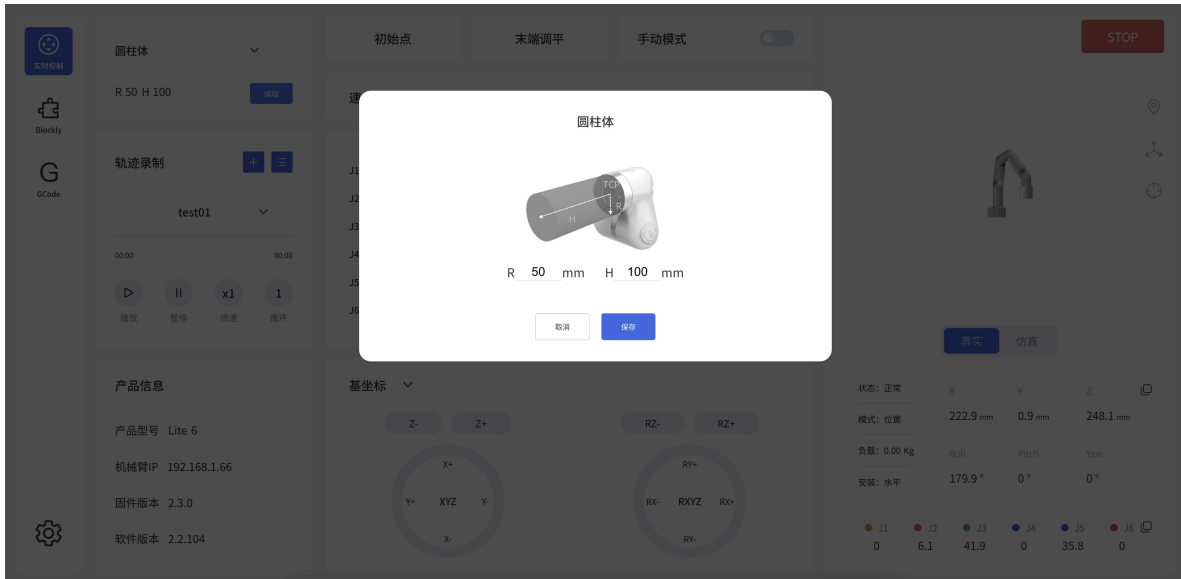 实时控制
Blockly
G
GCode
圆柱体
R 50 H 100
编辑
轨迹录制
test01
00:00 00:00
x1 1
播放 暂停 倍速 循环
产品信息
产品型号 Lite 6
机械臂IP 192.168.1.66
固件版本 2.3.0
软件版本 2.2.104
初始点 末端调平 手动模式
速
J1
J2
J3
J4
J5
J6
圆柱体
TCP
R
H
R 50 mm H 100 mm
取消 保存
基坐标
Z- Z+ RZ- RZ+
X+ RY+
Y+ XYZ Y- RX- RXYZ RX+
X- RY-
STOP
真实 仿真
状态: 正常 X Y Z
模式: 位置 222.9 mm 0.9 mm 248.1 mm
负载: 0.00 Kg Roll Pitch Yaw
安装: 水平 179.9 ° 0 ° 0 °
J1 J2 J3 J4 J5 J6
0 6.1 41.9 0 35.8 0